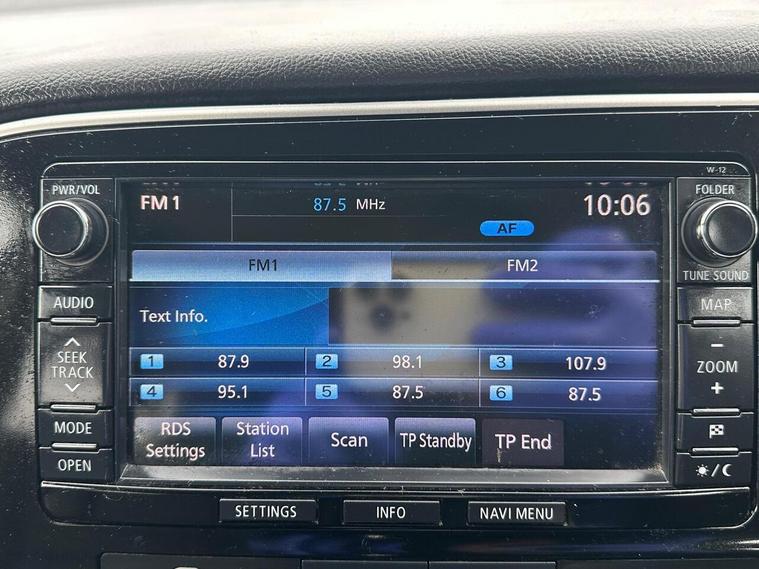 W-12
PWR/VOL
FOLDER
FM 1
87.5 MHz
10:06
AF
TUNE SOUND
FM1
FM2
AUDIO
MAP
Text Info.
SEEK
TRACK
ZOOM
1 87.9
2 98.1
3 107.9
4 95.1
5 87.5
6 87.5
MODE
RDS
Settings
Station
List
Scan
TP Standby
TP End
OPEN
SETTINGS
INFO
NAVI MENU